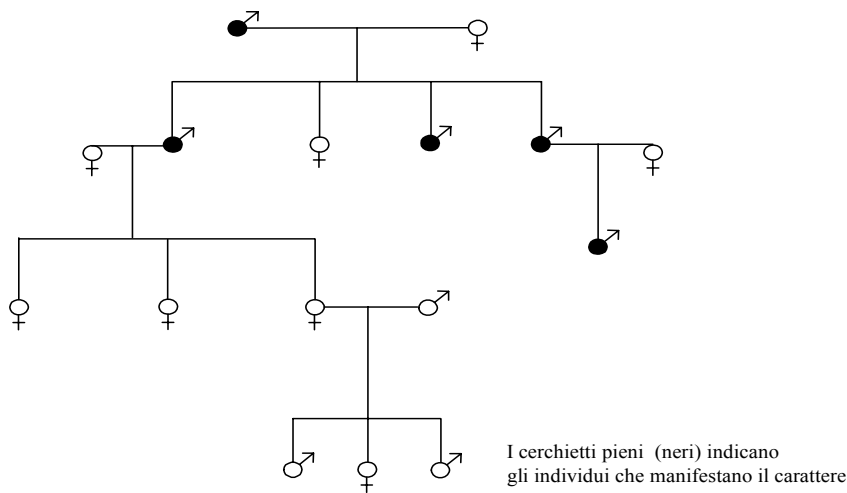 I cerchietti pieni (neri) indicano
gli individui che manifestano il carattere